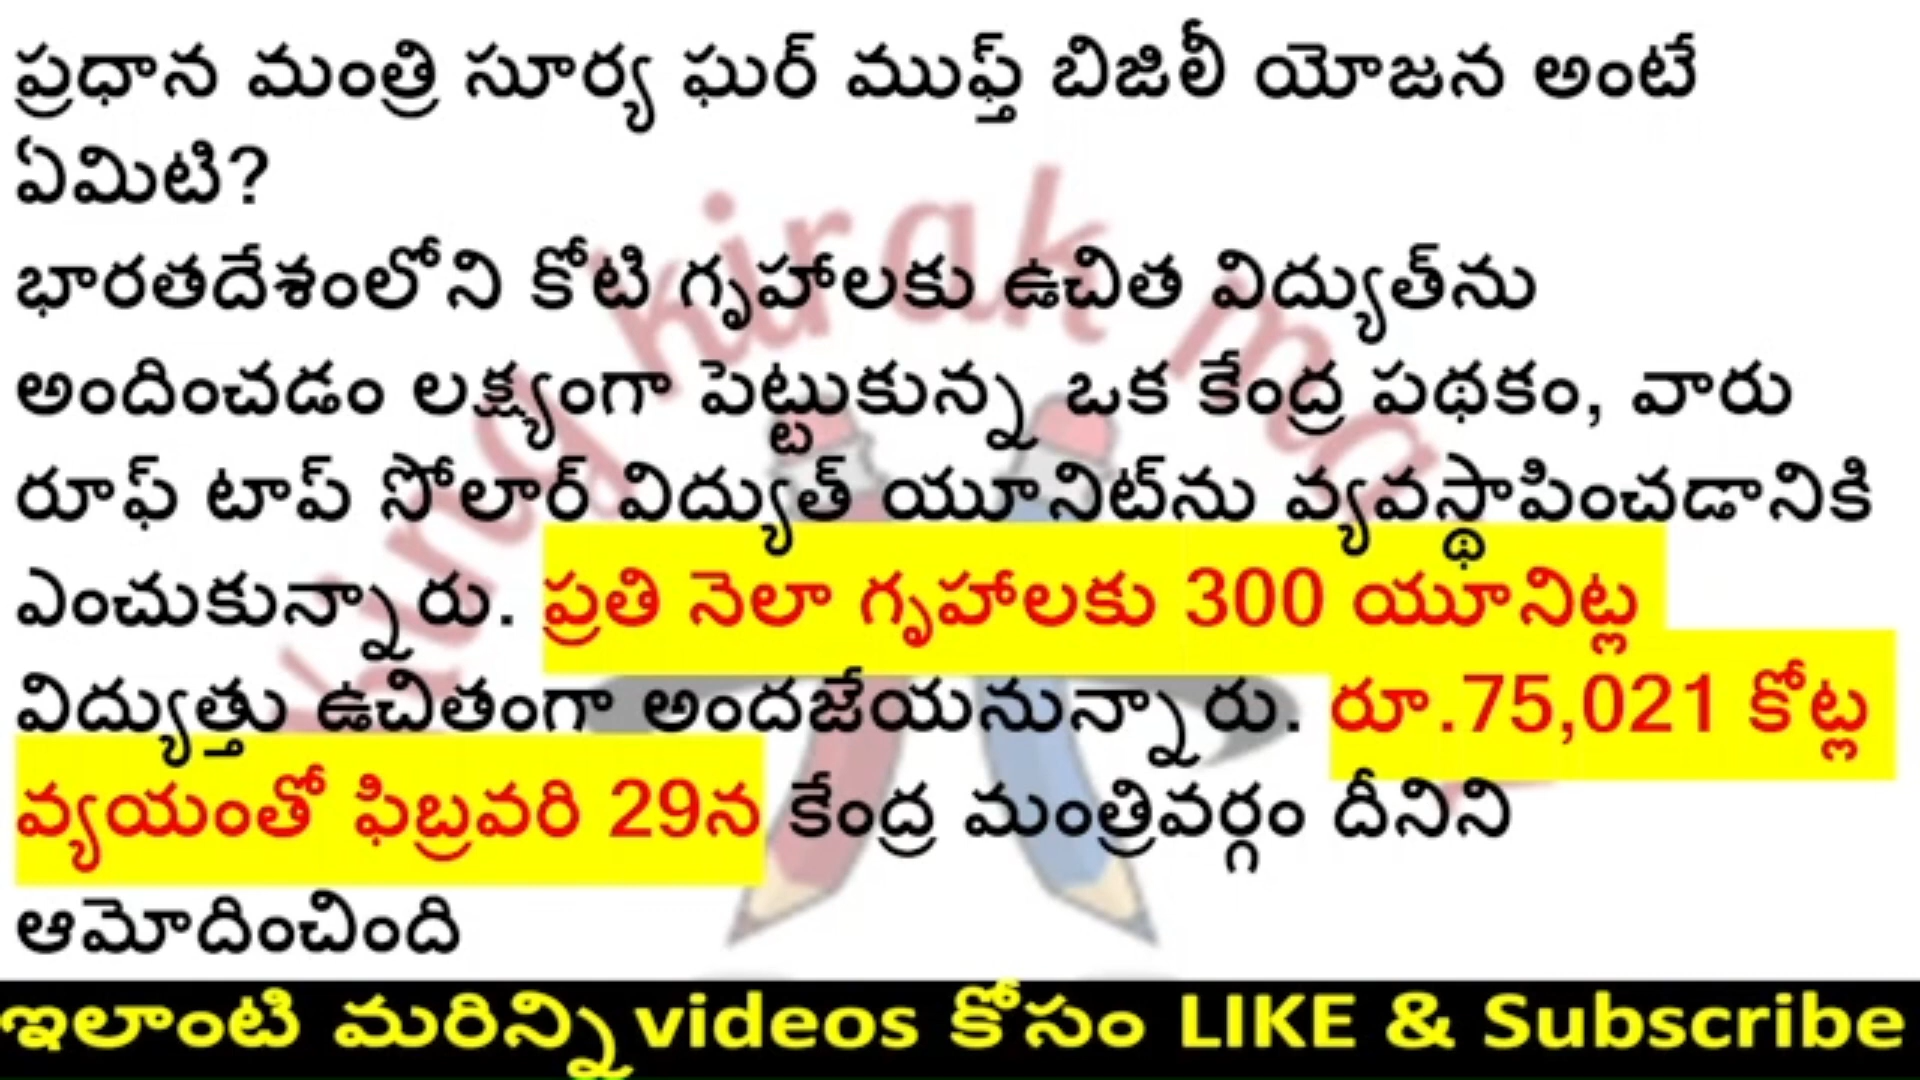 ప్రధాన మంత్రి సూర్య ఘర్ ముఫ్త్ బిజిలీ యోజన అంటే
ఏమిటి?
భారతదేశంలోని కోటి గృహాలకు ఉచిత విద్యుత్‌ను
అందించడం లక్ష్యంగా పెట్టుకున్న ఒక కేంద్ర పథకం, వారు
రూఫ్ టాప్ సోలార్ విద్యుత్ యూనిట్‌ను వ్యవస్థాపించడానికి
ఎంచుకున్నారు. ప్రతి నెలా గృహాలకు 300 యూనిట్ల
విద్యుత్తు ఉచితంగా అందజేయనున్నారు. రూ.75,021 కోట్ల
వ్యయంతో ఫిబ్రవరి 29న కేంద్ర మంత్రివర్గం దీనిని
ఆమోదించింది
ఇలాంటి మరిన్ని videos కోసం LIKE & Subscribe